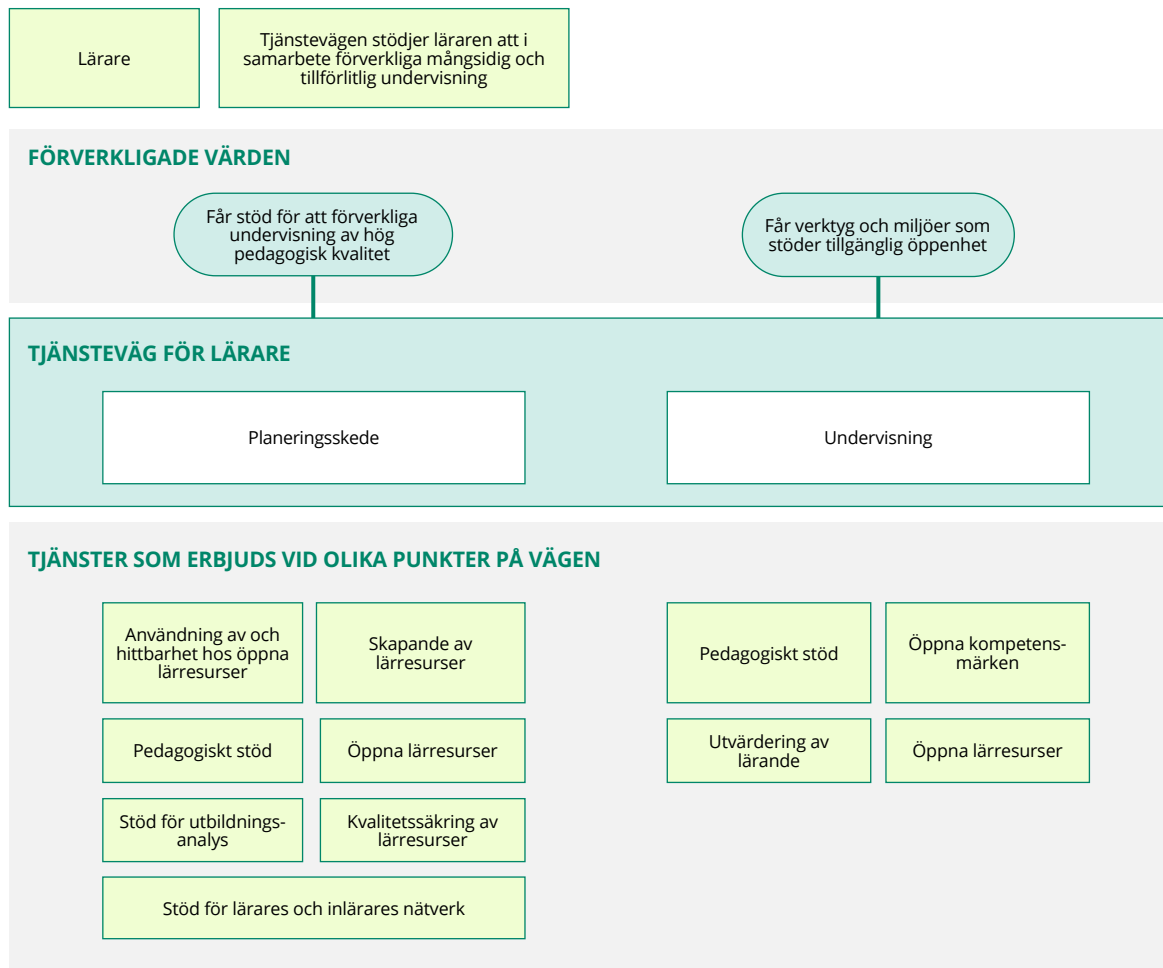 Lärare
Tjänstevägen stödjer läraren att i
samarbete förverkliga mångsidig och
tillförlitlig undervisning
FÖRVERKLIGADE VÄRDEN
Får stöd för att förverkliga
undervisning av hög
pedagogisk kvalitet
Får verktyg och miljöer som
stöder tillgänglig öppenhet
TJÄNSTEVÄG FÖR LÄRARE
Planeringsskede
Undervisning
TJÄNSTER SOM ERBJUDS VID OLIKA PUNKTER PÅ VÄGEN
Användning av och
hittbarhet hos öppna
lärresurser
Skapande av
lärresurser
Pedagogiskt stöd
Öppna lärresurser
Stöd för utbildnings-
analys
Kvalitetssäkring av
lärresurser
Stöd för lärares och inlärares nätverk
Pedagogiskt stöd
Öppna kompetens-
märken
Utvärdering av
lärande
Öppna lärresurser